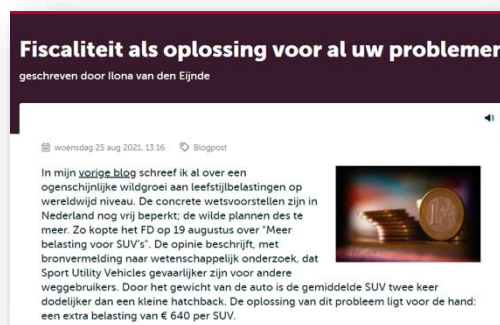 Fiscaliteit als oplossing voor al uw problemen
geschreven door Ilona van den Eijnde
woensdag 25 aug 2021, 13:16 Blogpost
In mijn vorige blog schreef ik al over een
ogenschijnlijke wildgroei aan leefstijlbelastingen op
wereldwijd niveau. De concrete wetsvoorstellen zijn in
Nederland nog vrij beperkt; de wilde plannen des te
meer. Zo kopte het FD op 19 augustus over "Meer
belasting voor SUV's". De opinie beschrijft, met
bronvermelding naar wetenschappelijk onderzoek, dat
Sport Utility Vehicles gevaarlijker zijn voor andere
weggebruikers. Door het gewicht van de auto is de gemiddelde SUV twee keer
dodelijker dan een kleine hatchback. De oplossing van dit probleem ligt voor de hand:
een extra belasting van € 640 per SUV.